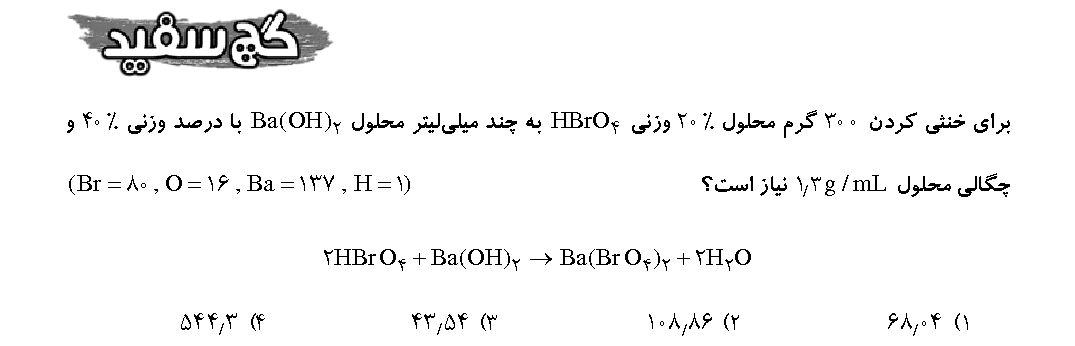 گچ سفید
برای خنثی کردن ۳۰۰ گرم محلول ۲۰٪ وزنی HBrO۴ به چند میلی‌لیتر محلول Ba(OH)۲ با درصد وزنی ۴۰٪ و
چگالی محلول ۱٫۳ g / mL نیاز است؟ (Br = ۸۰ , O = ۱۶ , Ba = ۱۳۷ , H = ۱)
۲HBrO۴ + Ba(OH)۲ → Ba(BrO۴)۲ + ۲H۲O
۱) ۶۸٫۰۴ ۲) ۱۰۸٫۸۶ ۳) ۴۳٫۵۴ ۴) ۵۴۴٫۳